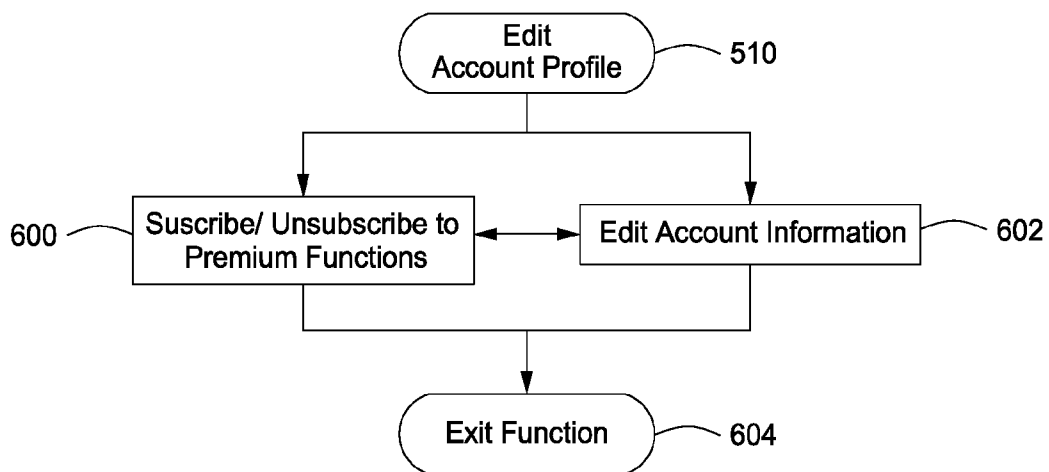 Edit
Account Profile
510
600
Suscribe/ Unsubscribe to
Premium Functions
Edit Account Information
602
Exit Function
604